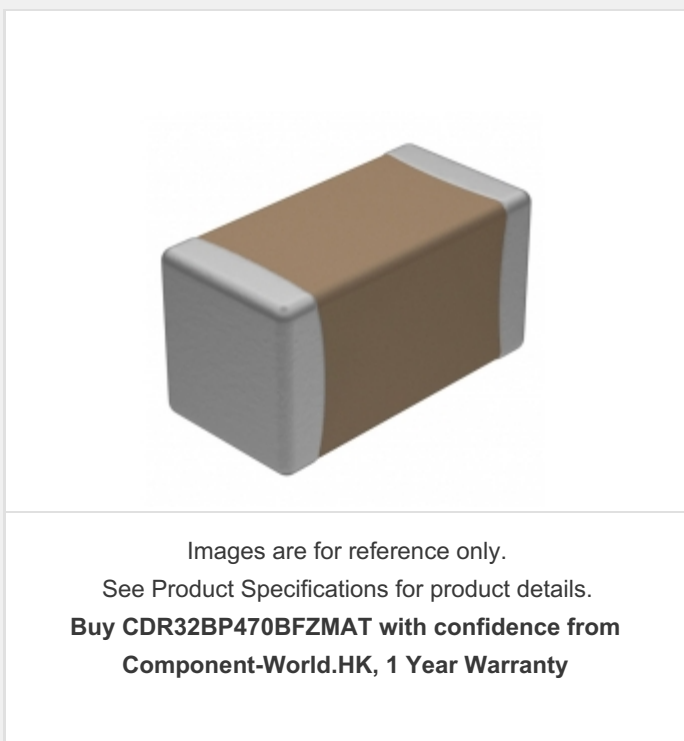 Images are for reference only.
See Product Specifications for product details.
Buy CDR32BP470BFZMAT with confidence from
Component-World.HK, 1 Year Warranty